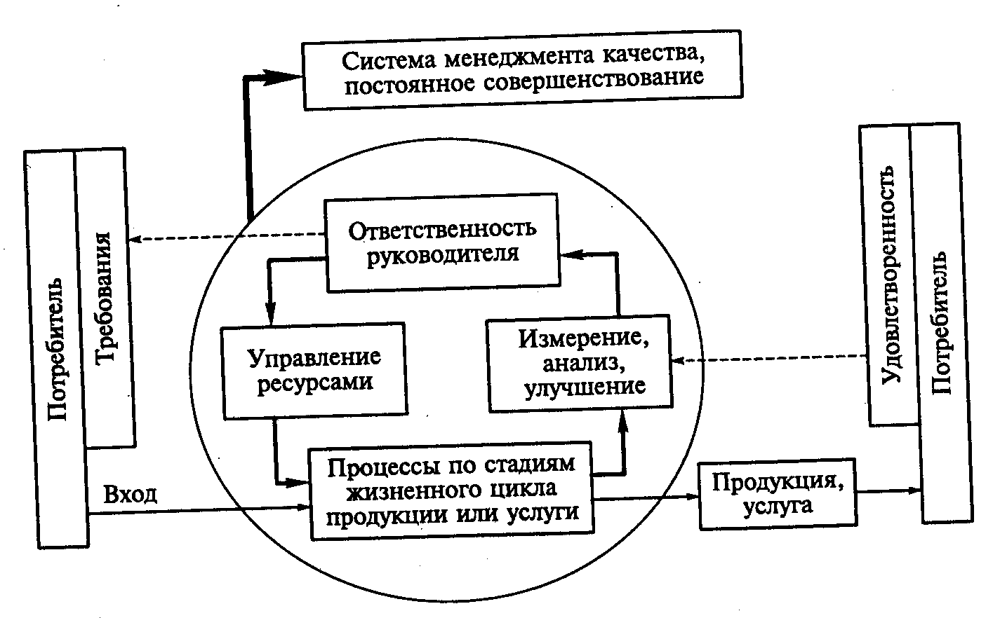 Система менеджмента качества,
постоянное совершенствование
Потребитель
Требования
Ответственность
руководителя
Управление
ресурсами
Измерение,
анализ,
улучшение
Удовлетворенность
Потребитель
Вход
Процессы по стадиям
жизненного цикла
продукции или услуги
Продукция,
услуга